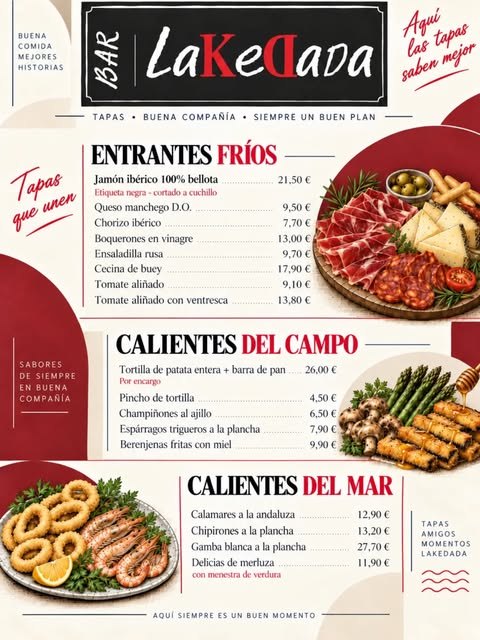 BUENA
COMIDA
MEJORES
HISTORIAS
BAR
LaKeDaDa
Aquí
las tapas
saben mejor
TAPAS • BUENA COMPAÑÍA • SIEMPRE UN BUEN PLAN
Tapas
que unen
ENTRANTES FRÍOS
Jamón ibérico 100% bellota 21,50 €
Etiqueta negra - cortado a cuchillo
Queso manchego D.O. 9,50 €
Chorizo ibérico 7,70 €
Boquerones en vinagre 13,00 €
Ensaladilla rusa 9,70 €
Cecina de buey 17,90 €
Tomate aliñado 9,10 €
Tomate aliñado con ventresca 13,80 €
SABORES
DE SIEMPRE
EN BUENA
COMPAÑÍA
CALIENTES DEL CAMPO
Tortilla de patata entera + barra de pan 26,00 €
Por encargo
Pincho de tortilla 4,50 €
Champiñones al ajillo 6,50 €
Espárragos trigueros a la plancha 7,90 €
Berenjenas fritas con miel 9,90 €
CALIENTES DEL MAR
Calamares a la andaluza 12,90 €
Chipirones a la plancha 13,20 €
Gamba blanca a la plancha 27,70 €
Delicias de merluza 11,90 €
con menestra de verdura
TAPAS
AMIGOS
MOMENTOS
LAKEDADA
AQUÍ SIEMPRE ES UN BUEN MOMENTO